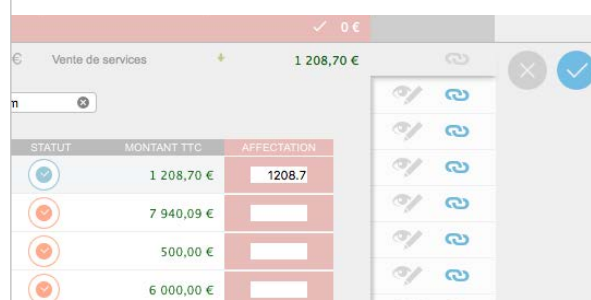 ✓ 0 €
€ Vente de services + 1 208,70 €
m
STATUT MONTANT TTC AFFECTATION
1 208,70 € 1208.7
7 940,09 €
500,00 €
6 000,00 €